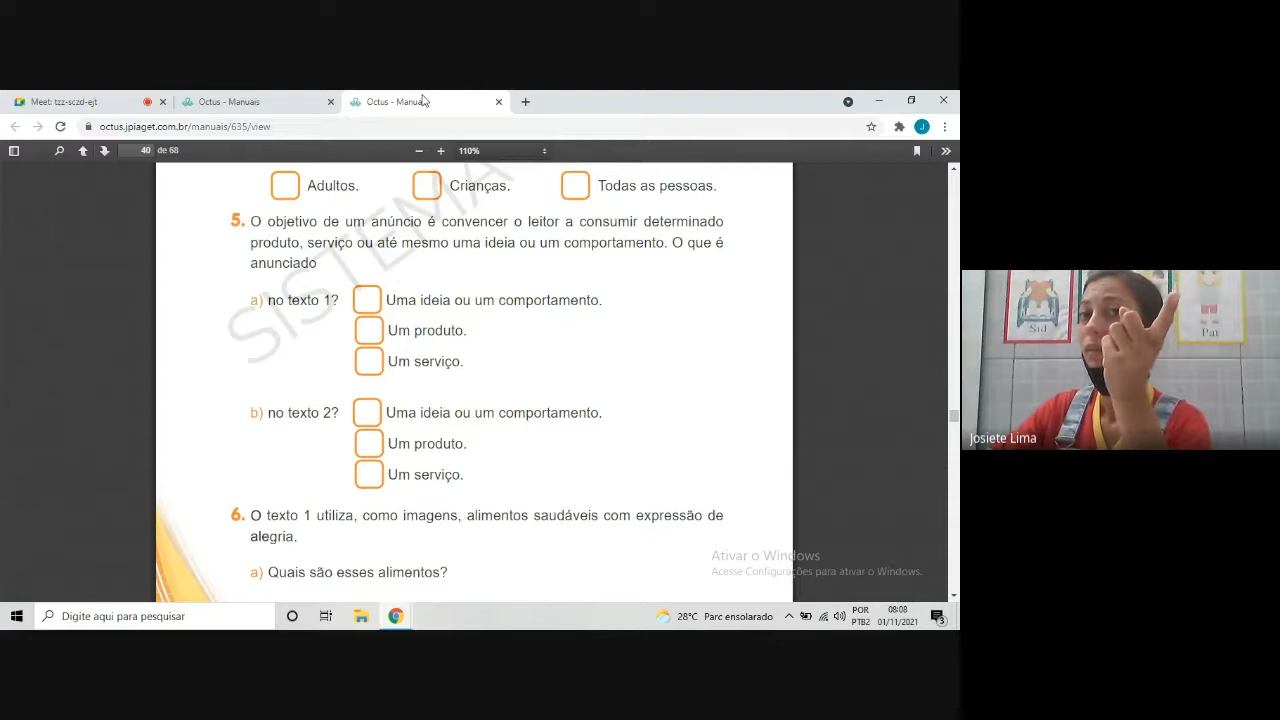 Meet: tzz-sczd-ejt
Octus - Manuais
Octus - Manuais
octus.jpiaget.com.br/manuais/635/view
40 de 68
110%
SISTEMA
Adultos.
Crianças.
Todas as pessoas.
5. O objetivo de um anúncio é convencer o leitor a consumir determinado
produto, serviço ou até mesmo uma ideia ou um comportamento. O que é
anunciado
a) no texto 1?
Uma ideia ou um comportamento.
Um produto.
Um serviço.
b) no texto 2?
Uma ideia ou um comportamento.
Um produto.
Um serviço.
6. O texto 1 utiliza, como imagens, alimentos saudáveis com expressão de
alegria.
a) Quais são esses alimentos?
Ativar o Windows
Acesse Configurações para ativar o Windows.
Digite aqui para pesquisar
28°C Parc ensolarado
POR
PTB2
08:08
01/11/2021
3
J
Sid
Pat
Josiete Lima